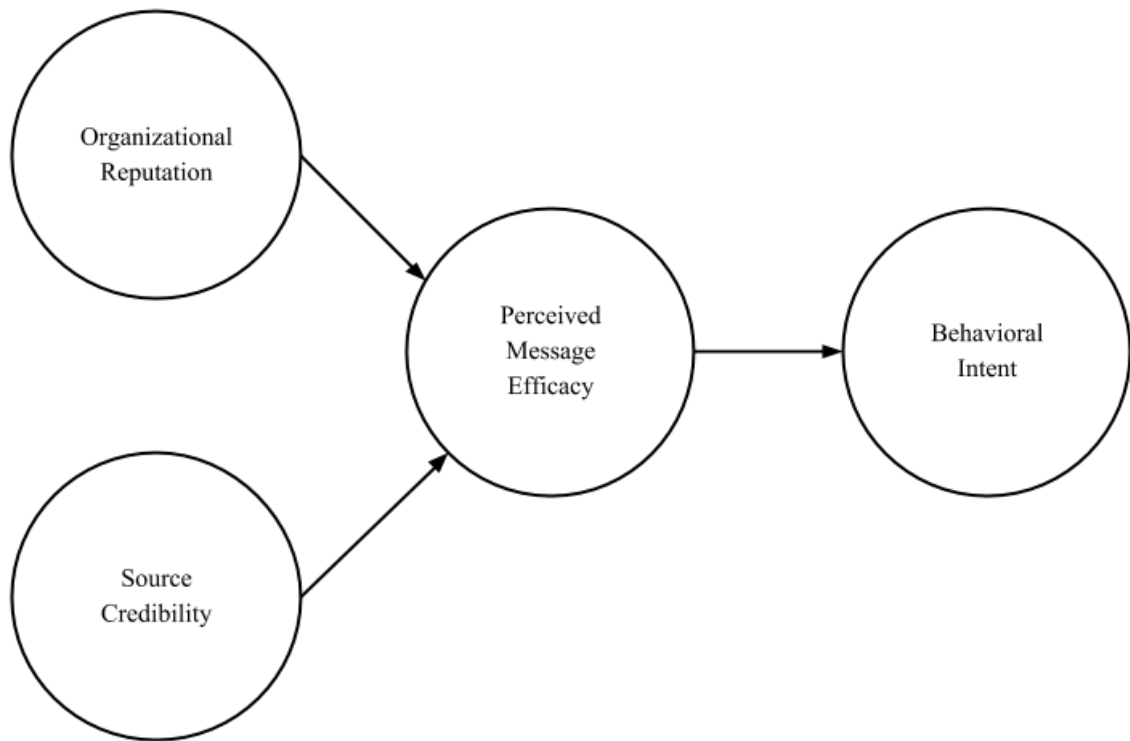 Organizational
Reputation
Perceived
Message
Efficacy
Behavioral
Intent
Source
Credibility